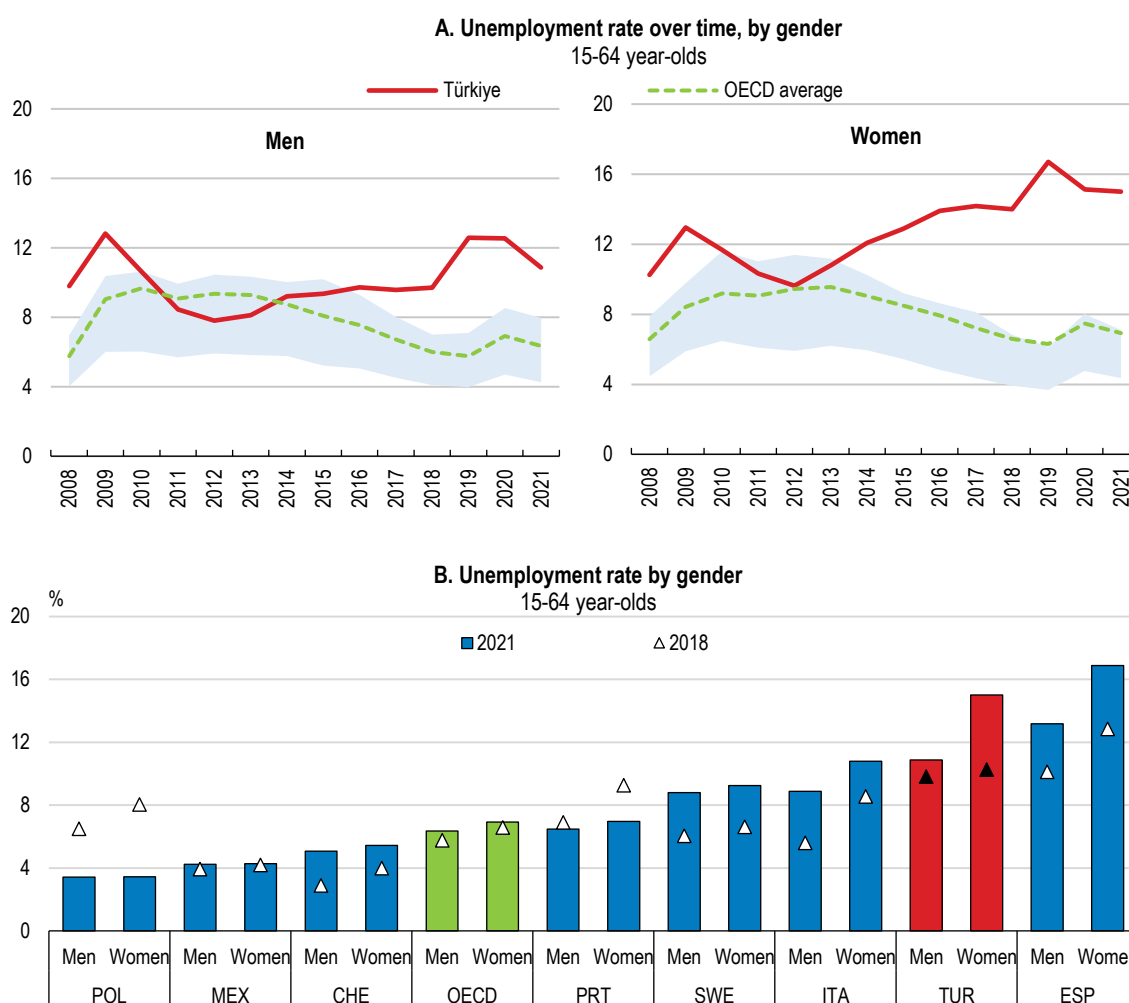 A. Unemployment rate over time, by gender
15-64 year-olds
Türkiye
OECD average
Men
20
16
12
8
4
0
2008 2009 2010 2011 2012 2013 2014 2015 2016 2017 2018 2019 2020 2021
Women
20
16
12
8
4
0
2008 2009 2010 2011 2012 2013 2014 2015 2016 2017 2018 2019 2020 2021
B. Unemployment rate by gender
15-64 year-olds
%
2021
2018
20
16
12
8
4
0
Men Women Men Women Men Women Men Women Men Women Men Women Men Women Men Women Men Women
POL MEX CHE OECD PRT SWE ITA TUR ESP